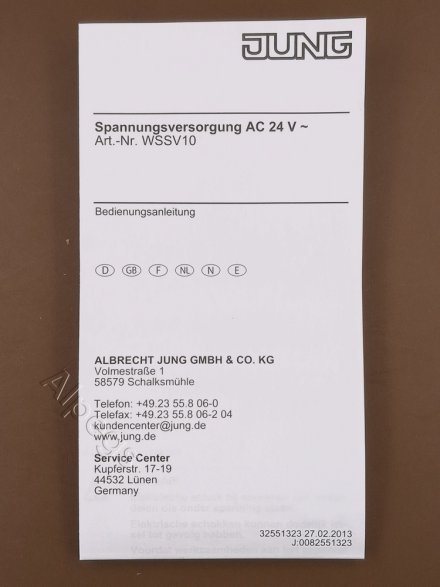 JUNG
Spannungsversorgung AC 24 V ~
Art.-Nr. WSSV10
Bedienungsanleitung
D GB F NL N E
ALBRECHT JUNG GMBH & CO. KG
Volmestraße 1
58579 Schalksmühle
Telefon: +49.23 55.8 06-0
Telefax: +49.23 55.8 06-2 04
kundencenter@jung.de
www.jung.de
Service Center
Kupferstr. 17-19
44532 Lünen
Germany
32551323 27.02.2013
J:0082551323